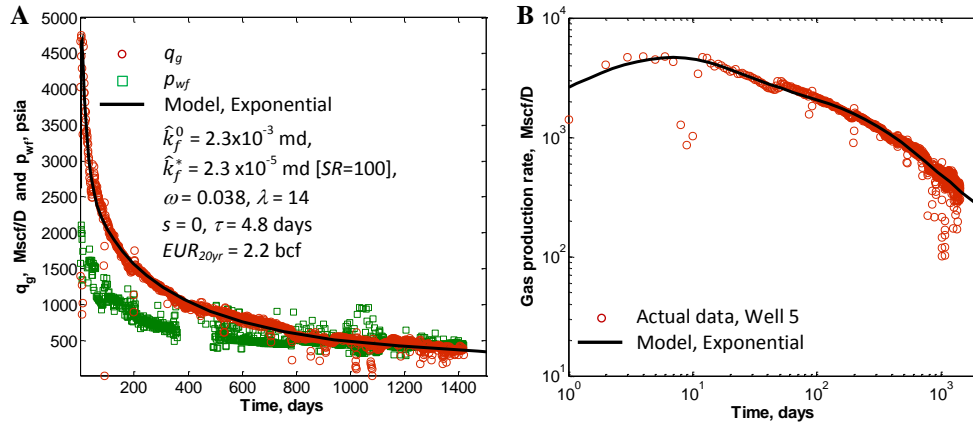 A
q_g, Mscf/D and p_wf, psia
5000
4500
4000
3500
3000
2500
2000
1500
1000
500
q_g
p_wf
Model, Exponential
k̂_f^0 = 2.3x10^-3 md,
k̂_f^* = 2.3 x10^-5 md [SR=100],
ω = 0.038, λ = 14
s = 0, τ = 4.8 days
EUR_20yr = 2.2 bcf
200 400 600 800 1000 1200 1400
Time, days
B
Gas production rate, Mscf/D
10^4
10^3
10^2
10^1
Actual data, Well 5
Model, Exponential
10^0 10^1 10^2 10^3
Time, days